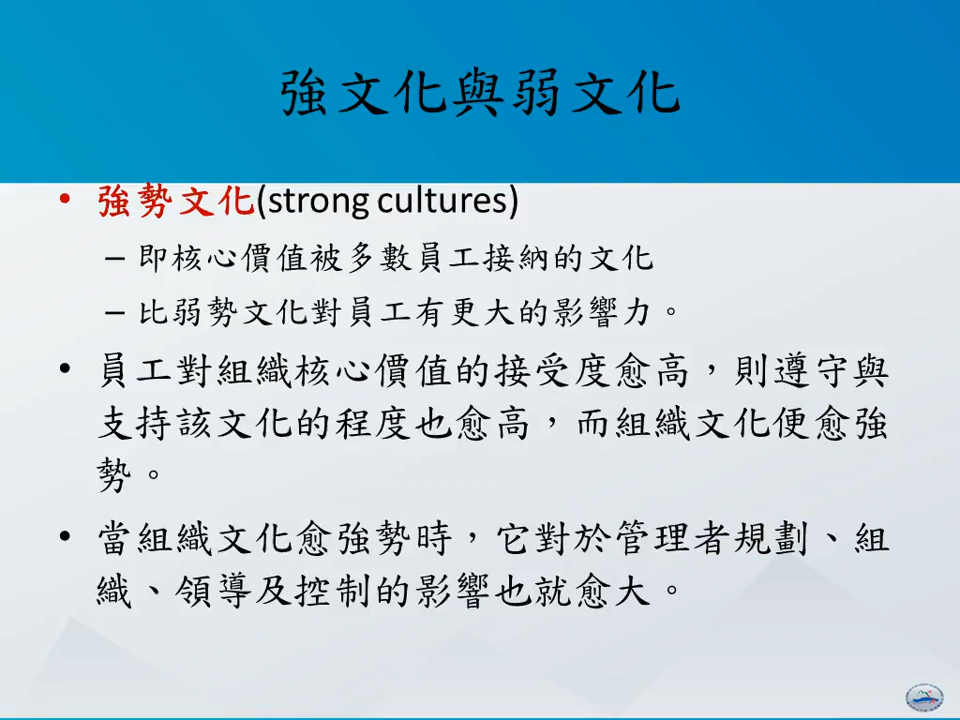 強文化與弱文化
• 強勢文化(strong cultures)
– 即核心價值被多數員工接納的文化
– 比弱勢文化對員工有更大的影響力。
• 員工對組織核心價值的接受度愈高，則遵守與
支持該文化的程度也愈高，而組織文化便愈強
勢。
• 當組織文化愈強勢時，它對於管理者規劃、組
織、領導及控制的影響也就愈大。